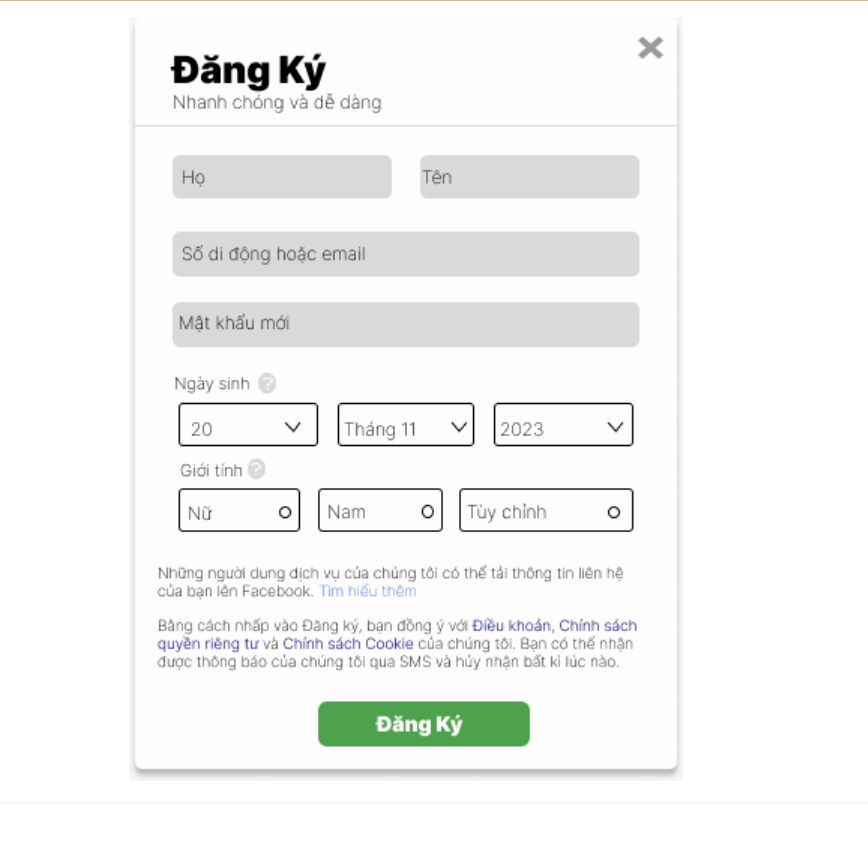 Đăng Ký
Nhanh chóng và dễ dàng
Họ Tên
Số di động hoặc email
Mật khẩu mới
Ngày sinh ?
20 Tháng 11 2023
Giới tính ?
Nữ Nam Tùy chỉnh
Những người dung dịch vụ của chúng tôi có thể tải thông tin liên hệ
của bạn lên Facebook. Tìm hiểu thêm
Bằng cách nhấp vào Đăng ký, bạn đồng ý với Điều khoản, Chính sách
quyền riêng tư và Chính sách Cookie của chúng tôi. Bạn có thể nhận
được thông báo của chúng tôi qua SMS và hủy nhận bất kì lúc nào.
Đăng Ký